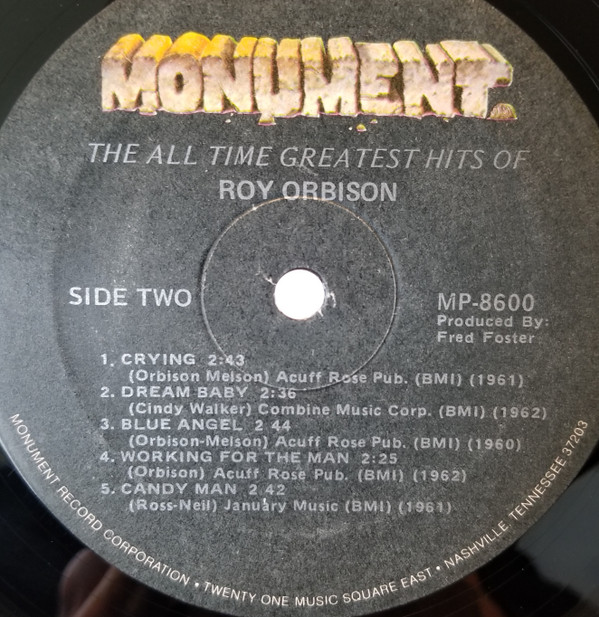 MONUMENT
THE ALL TIME GREATEST HITS OF
ROY ORBISON
SIDE TWO
MP-8600
Produced By:
Fred Foster
1. CRYING 2:43
(Orbison Melson) Acuff Rose Pub. (BMI) (1961)
2. DREAM BABY 2:36
(Cindy Walker) Combine Music Corp. (BMI) (1962)
3. BLUE ANGEL 2 44
(Orbison-Melson) Acuff Rose Pub. (BMI) (1960)
4. WORKING FOR THE MAN 2:25
(Orbison) Acuff Rose Pub. (BMI) (1962)
5. CANDY MAN 2 42
(Ross-Neil) January Music (BMI) (1961)
MONUMENT RECORD CORPORATION • TWENTY ONE MUSIC SQUARE EAST • NASHVILLE, TENNESSEE 37203